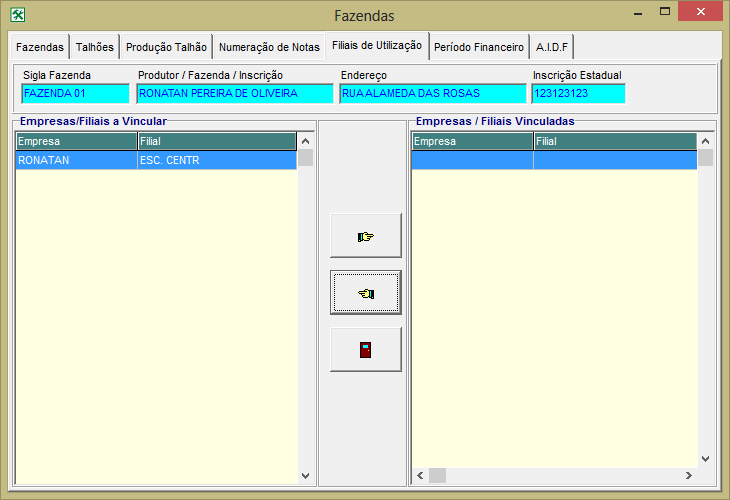 Fazendas
Fazendas Talhões Produção Talhão Numeração de Notas Filiais de Utilização Período Financeiro A.I.D.F
Sigla Fazenda Produtor / Fazenda / Inscrição Endereço Inscrição Estadual
FAZENDA 01 RONATAN PEREIRA DE OLIVEIRA RUA ALAMEDA DAS ROSAS 123123123
Empresas/Filiais a Vincular
Empresa Filial
RONATAN ESC. CENTR
Empresas / Filiais Vinculadas
Empresa Filial